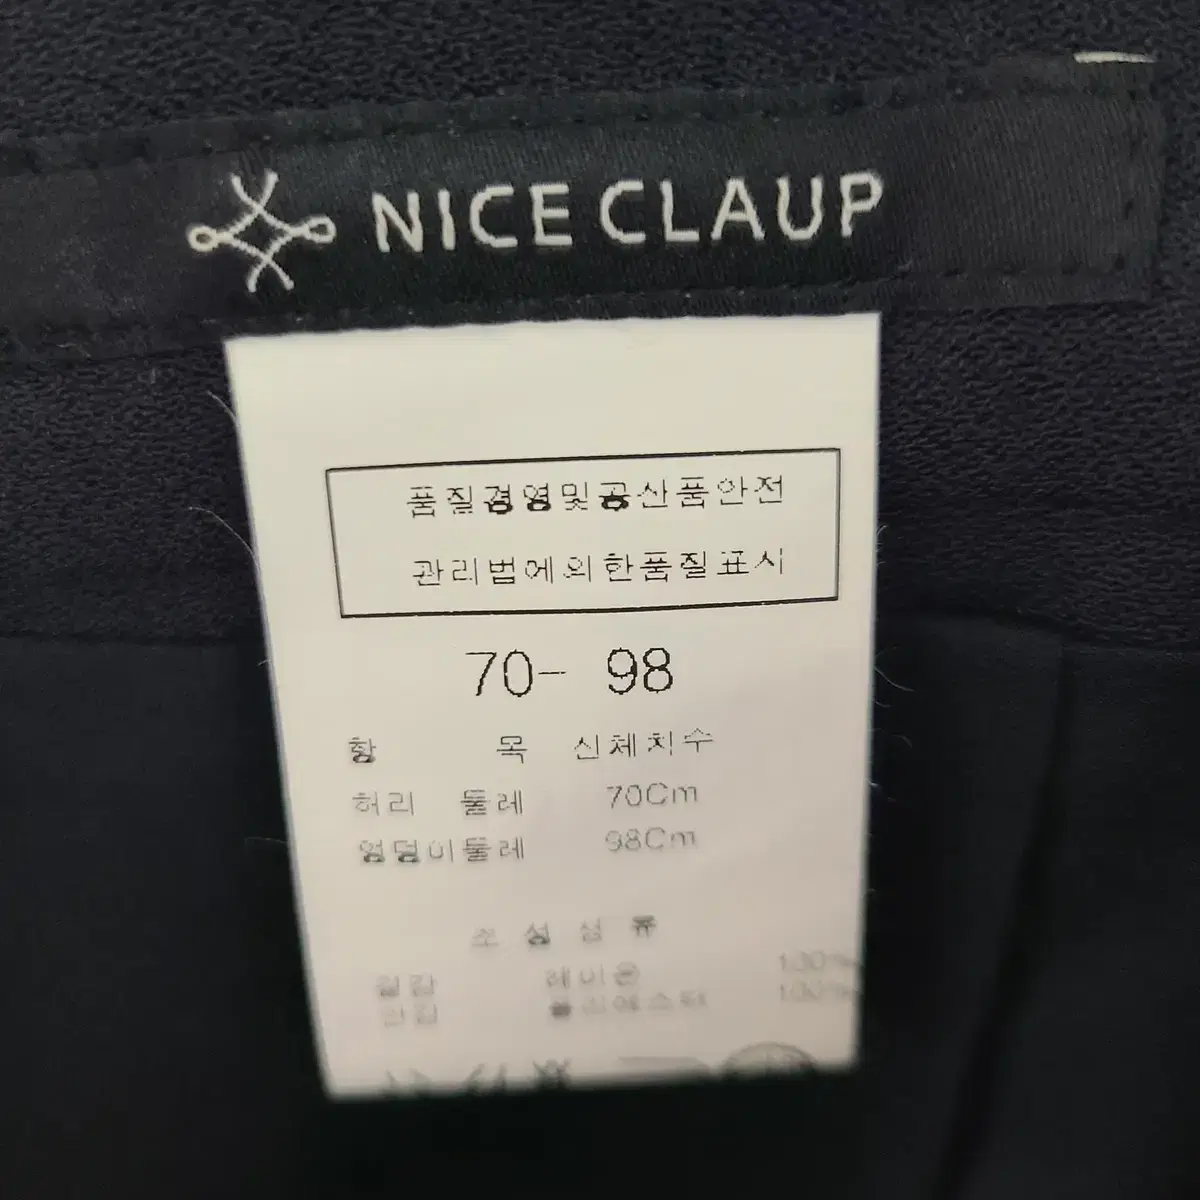 NICE CLAUP
품질경영및공산품안전
관리법에의한품질표시
70- 98
항 목 신체치수
허리 둘레 70Cm
엉덩이둘레 98Cm
조 성 섬 유
겉감 레이온 100%
안감 폴리에스터 100%